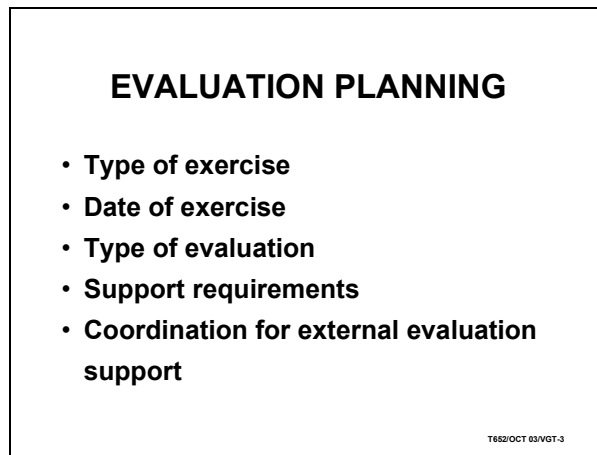 EVALUATION PLANNING
• Type of exercise
• Date of exercise
• Type of evaluation
• Support requirements
• Coordination for external evaluation
support
T652/OCT 03/VGT-3